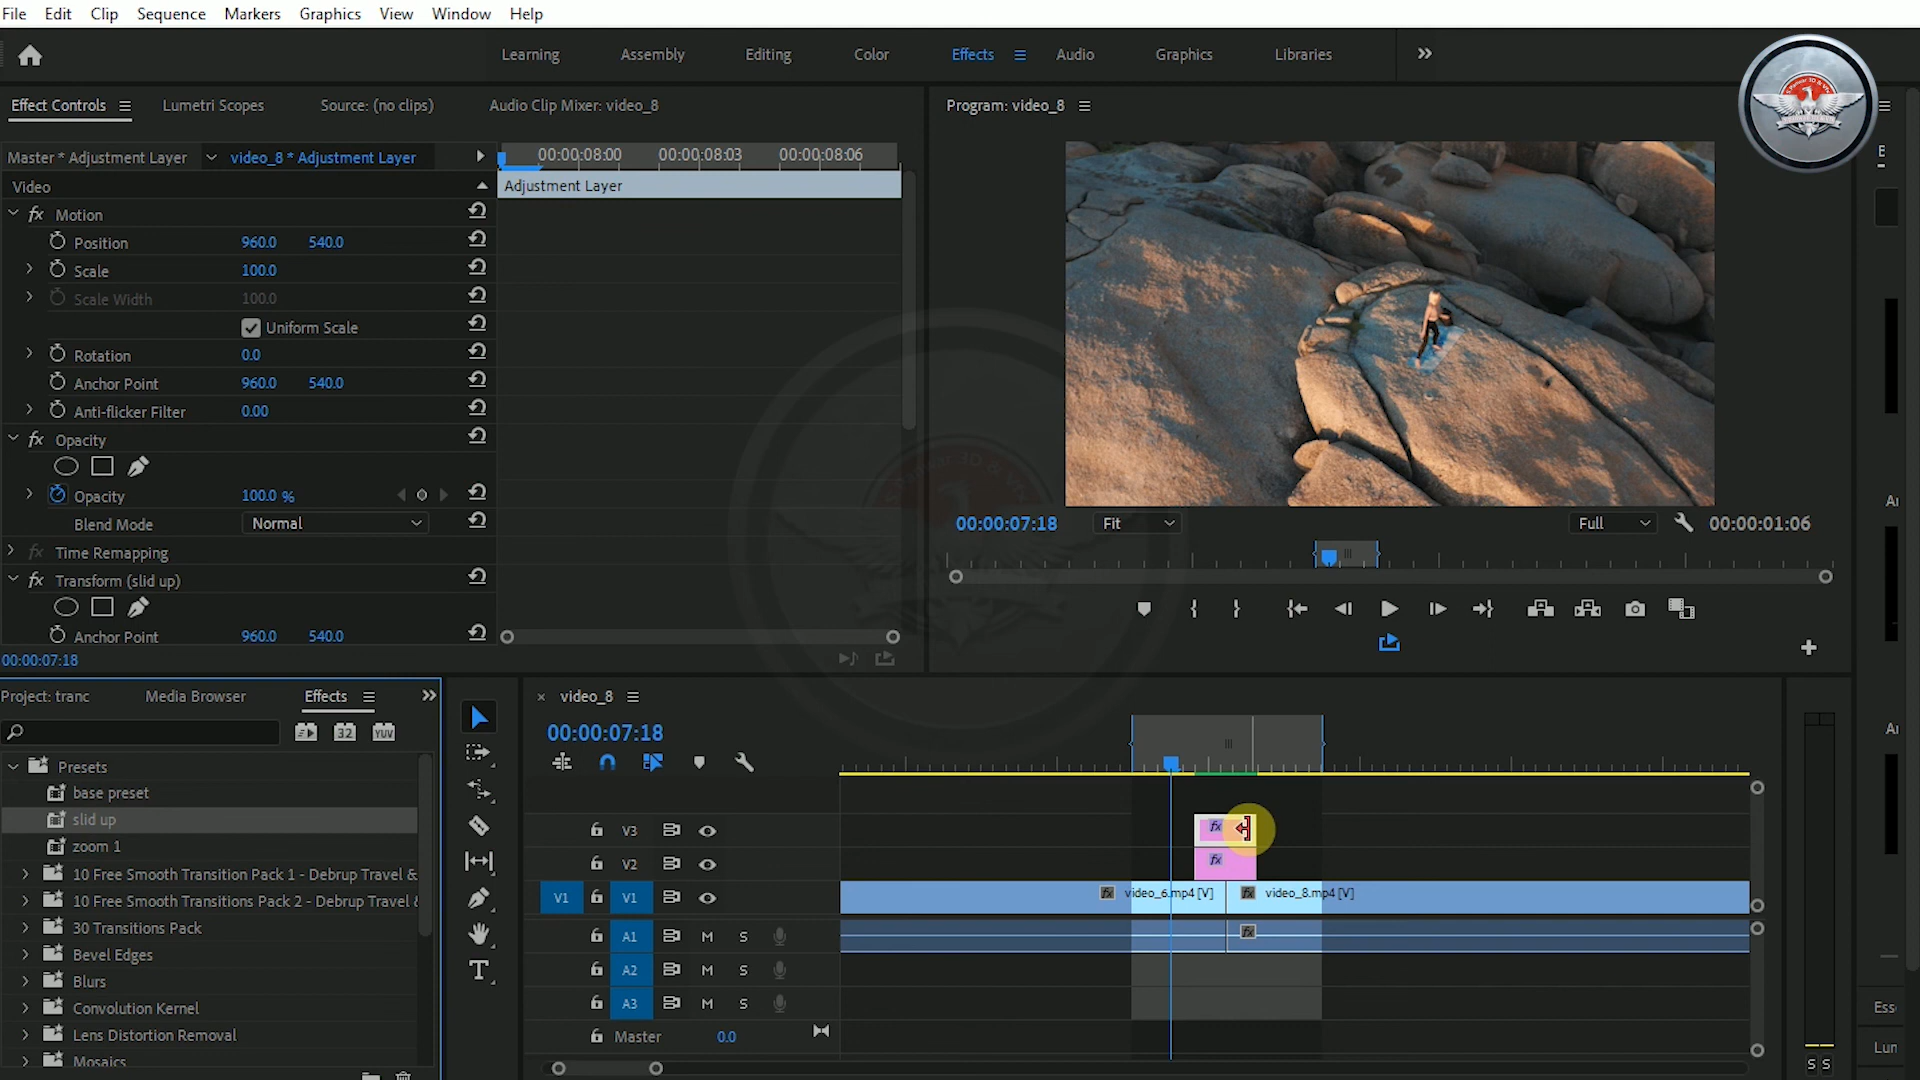 File Edit Clip Sequence Markers Graphics View Window Help
Learning Assembly Editing Color Effects Audio Graphics Libraries
Effect Controls Lumetri Scopes Source: (no clips) Audio Clip Mixer: video_8
Program: video_8
Master * Adjustment Layer video_8 * Adjustment Layer
00:00:08:00 00:00:08:03 00:00:08:06
Video
Adjustment Layer
fx Motion
Position 960.0 540.0
Scale 100.0
Scale Width 100.0
Uniform Scale
Rotation 0.0
Anchor Point 960.0 540.0
Anti-flicker Filter 0.00
fx Opacity
Opacity 100.0 %
Blend Mode Normal
fx Time Remapping
fx Transform (slid up)
Anchor Point 960.0 540.0
00:00:07:18
00:00:07:18 Fit Full 00:00:01:06
Project: tranc Media Browser Effects
32 YUV
Presets
base preset
slid up
zoom 1
10 Free Smooth Transition Pack 1 - Debrup Travel &
10 Free Smooth Transitions Pack 2 - Debrup Travel
30 Transitions Pack
Bevel Edges
Blurs
Convolution Kernel
Lens Distortion Removal
Mosaics
× video_8
00:00:07:18
V3 fx
V2 fx
V1 V1 fx video_6.mp4 [V] fx video_8.mp4 [V]
A1 M S fx
A2 M S
A3 M S
Master 0.0
Ess
Lun
S S